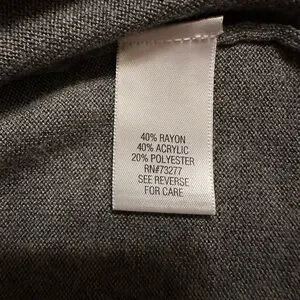 40% RAYON
40% ACRYLIC
20% POLYESTER
RN#73277
SEE REVERSE
FOR CARE